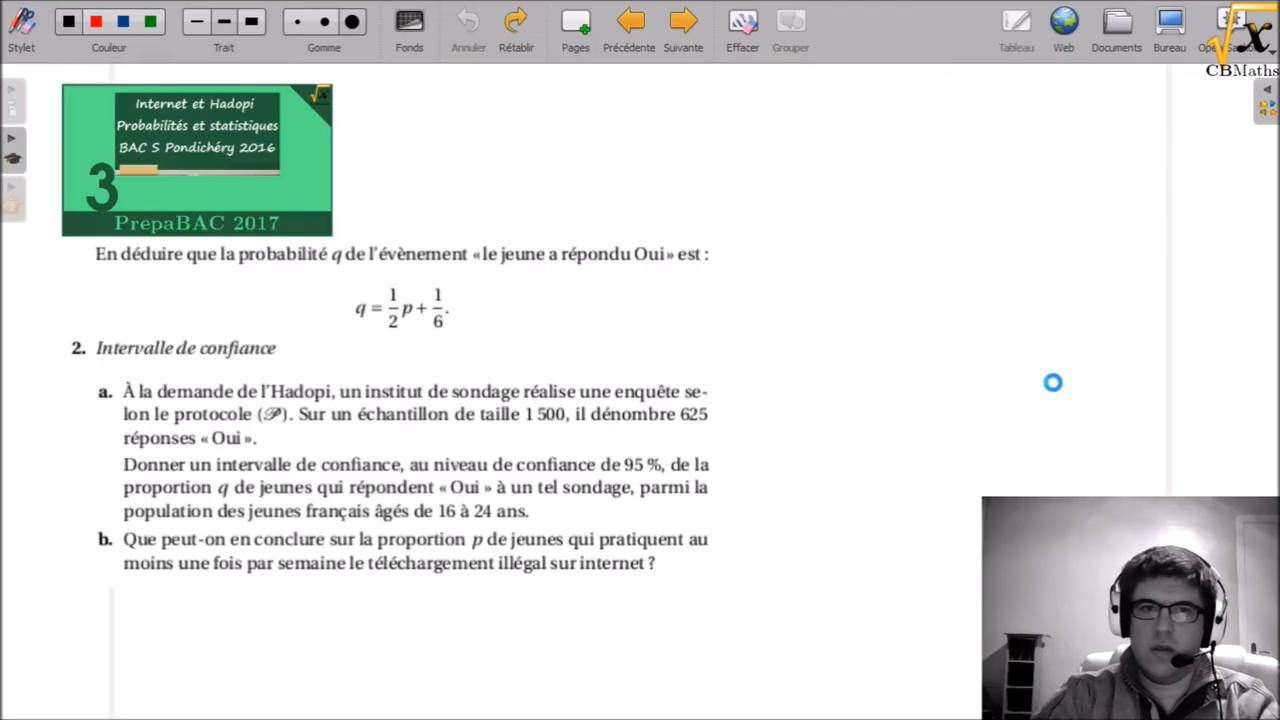 Stylet Couleur Trait Gomme Fonds Annuler Rétablir Pages Précédente Suivante Effacer Grouper Tableau Web Documents Bureau
CBMaths
Internet et Hadopi
Probabilités et statistiques
BAC S Pondichéry 2016
3
PrepaBAC 2017
En déduire que la probabilité q de l'évènement «le jeune a répondu Oui» est :
q = 1/2 p + 1/6.
2. Intervalle de confiance
a. À la demande de l'Hadopi, un institut de sondage réalise une enquête se-
lon le protocole (𝒫). Sur un échantillon de taille 1 500, il dénombre 625
réponses « Oui ».
Donner un intervalle de confiance, au niveau de confiance de 95 %, de la
proportion q de jeunes qui répondent « Oui » à un tel sondage, parmi la
population des jeunes français âgés de 16 à 24 ans.
b. Que peut-on en conclure sur la proportion p de jeunes qui pratiquent au
moins une fois par semaine le téléchargement illégal sur internet ?